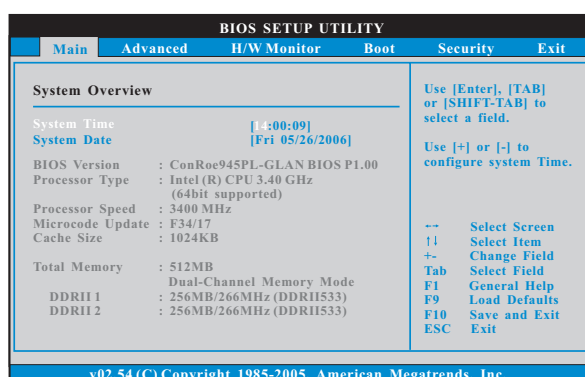 BIOS SETUP UTILITY
Main Advanced H/W Monitor Boot Security Exit
System Overview
System Time [14:00:09]
System Date [Fri 05/26/2006]
BIOS Version : ConRoe945PL-GLAN BIOS P1.00
Processor Type : Intel (R) CPU 3.40 GHz
(64bit supported)
Processor Speed : 3400 MHz
Microcode Update : F34/17
Cache Size : 1024KB
Total Memory : 512MB
Dual-Channel Memory Mode
DDRII 1 : 256MB/266MHz (DDRII533)
DDRII 2 : 256MB/266MHz (DDRII533)
Use [Enter], [TAB]
or [SHIFT-TAB] to
select a field.
Use [+] or [-] to
configure system Time.
↔ Select Screen
↑↓ Select Item
+- Change Field
Tab Select Field
F1 General Help
F9 Load Defaults
F10 Save and Exit
ESC Exit
v02.54 (C) Copyright 1985-2005, American Megatrends, Inc.